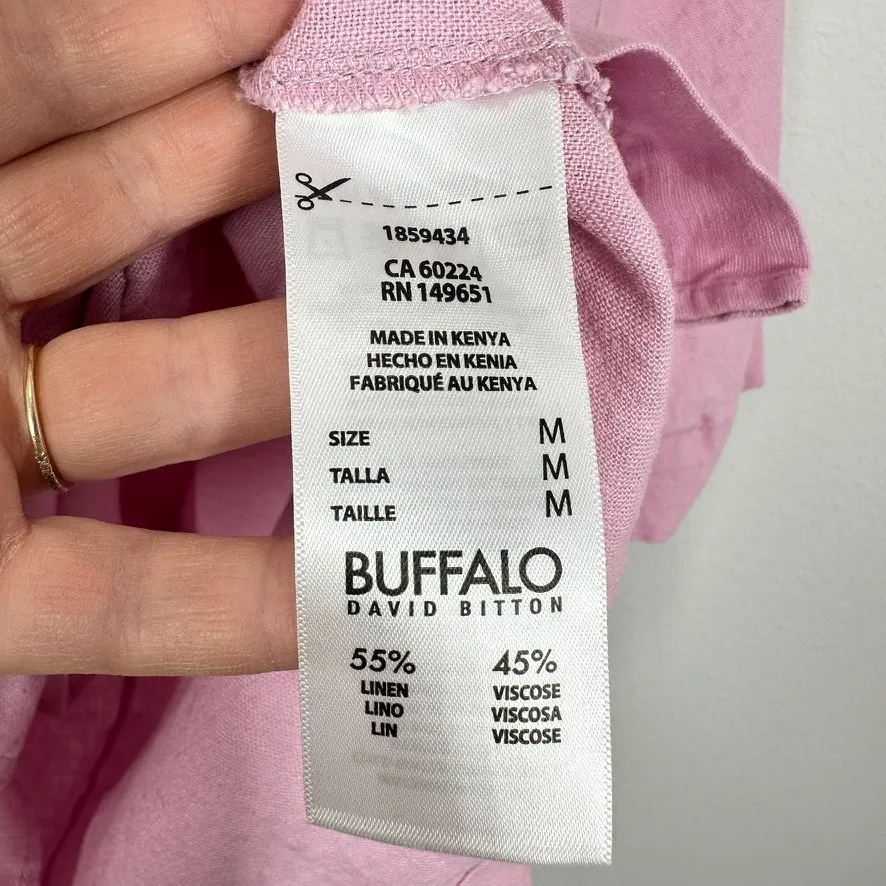 1859434
CA 60224
RN 149651
MADE IN KENYA
HECHO EN KENIA
FABRIQUÉ AU KENYA
SIZE M
TALLA M
TAILLE M
BUFFALO
DAVID BITTON
55% 45%
LINEN VISCOSE
LINO VISCOSA
LIN VISCOSE